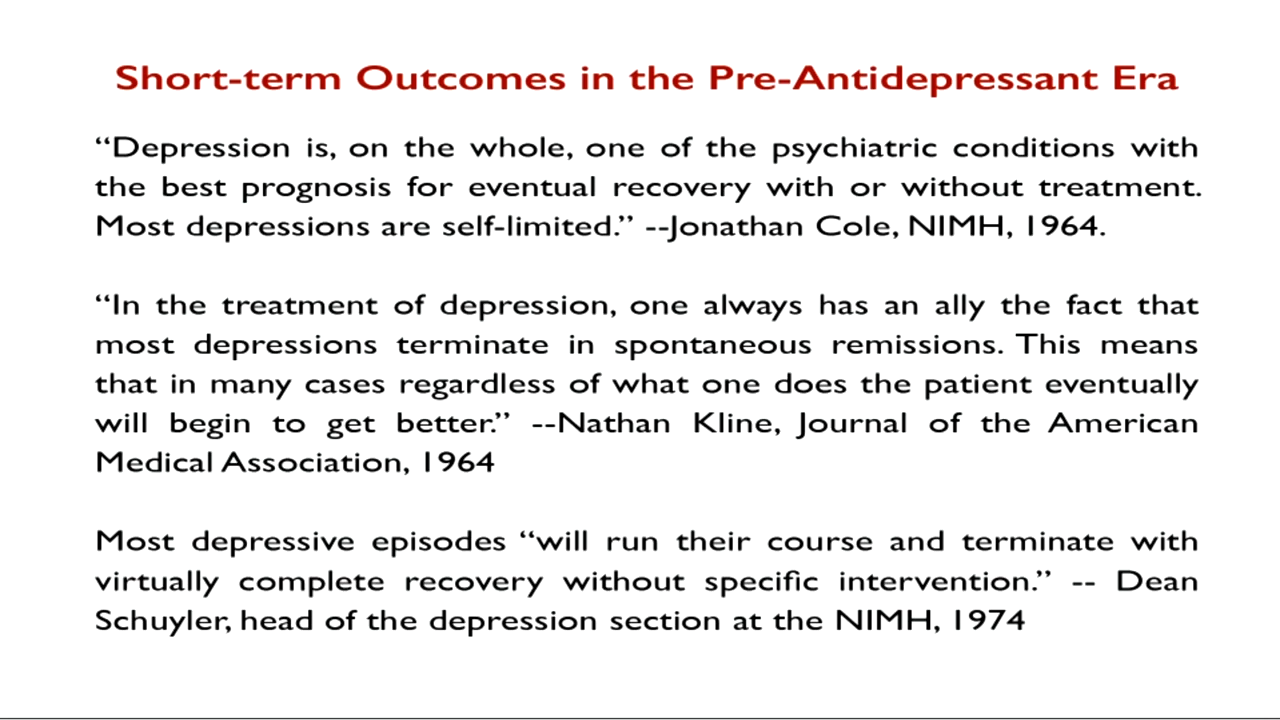 Short-term Outcomes in the Pre-Antidepressant Era
“Depression is, on the whole, one of the psychiatric conditions with
the best prognosis for eventual recovery with or without treatment.
Most depressions are self-limited.” --Jonathan Cole, NIMH, 1964.
“In the treatment of depression, one always has an ally the fact that
most depressions terminate in spontaneous remissions. This means
that in many cases regardless of what one does the patient eventually
will begin to get better.” --Nathan Kline, Journal of the American
Medical Association, 1964
Most depressive episodes “will run their course and terminate with
virtually complete recovery without specific intervention.” -- Dean
Schuyler, head of the depression section at the NIMH, 1974